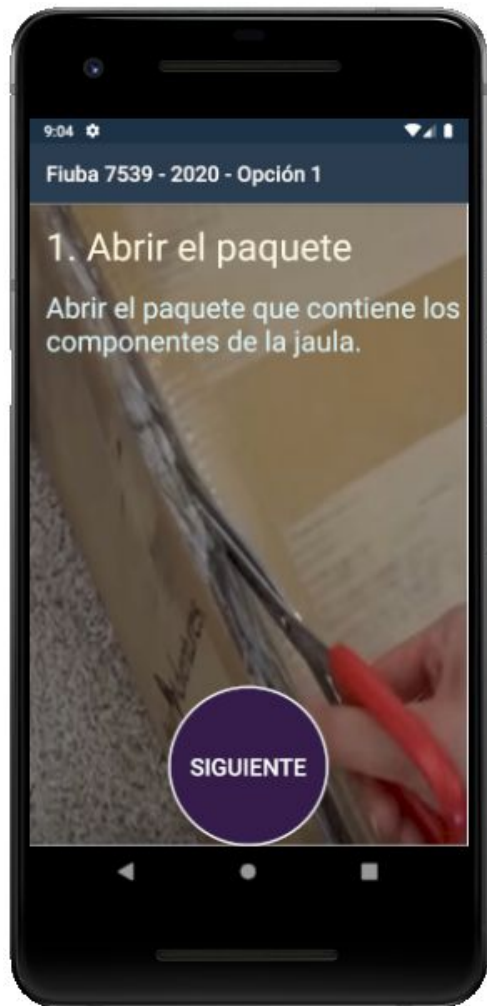 9:04
Fiuba 7539 - 2020 - Opción 1
1. Abrir el paquete
Abrir el paquete que contiene los
componentes de la jaula.
SIGUIENTE